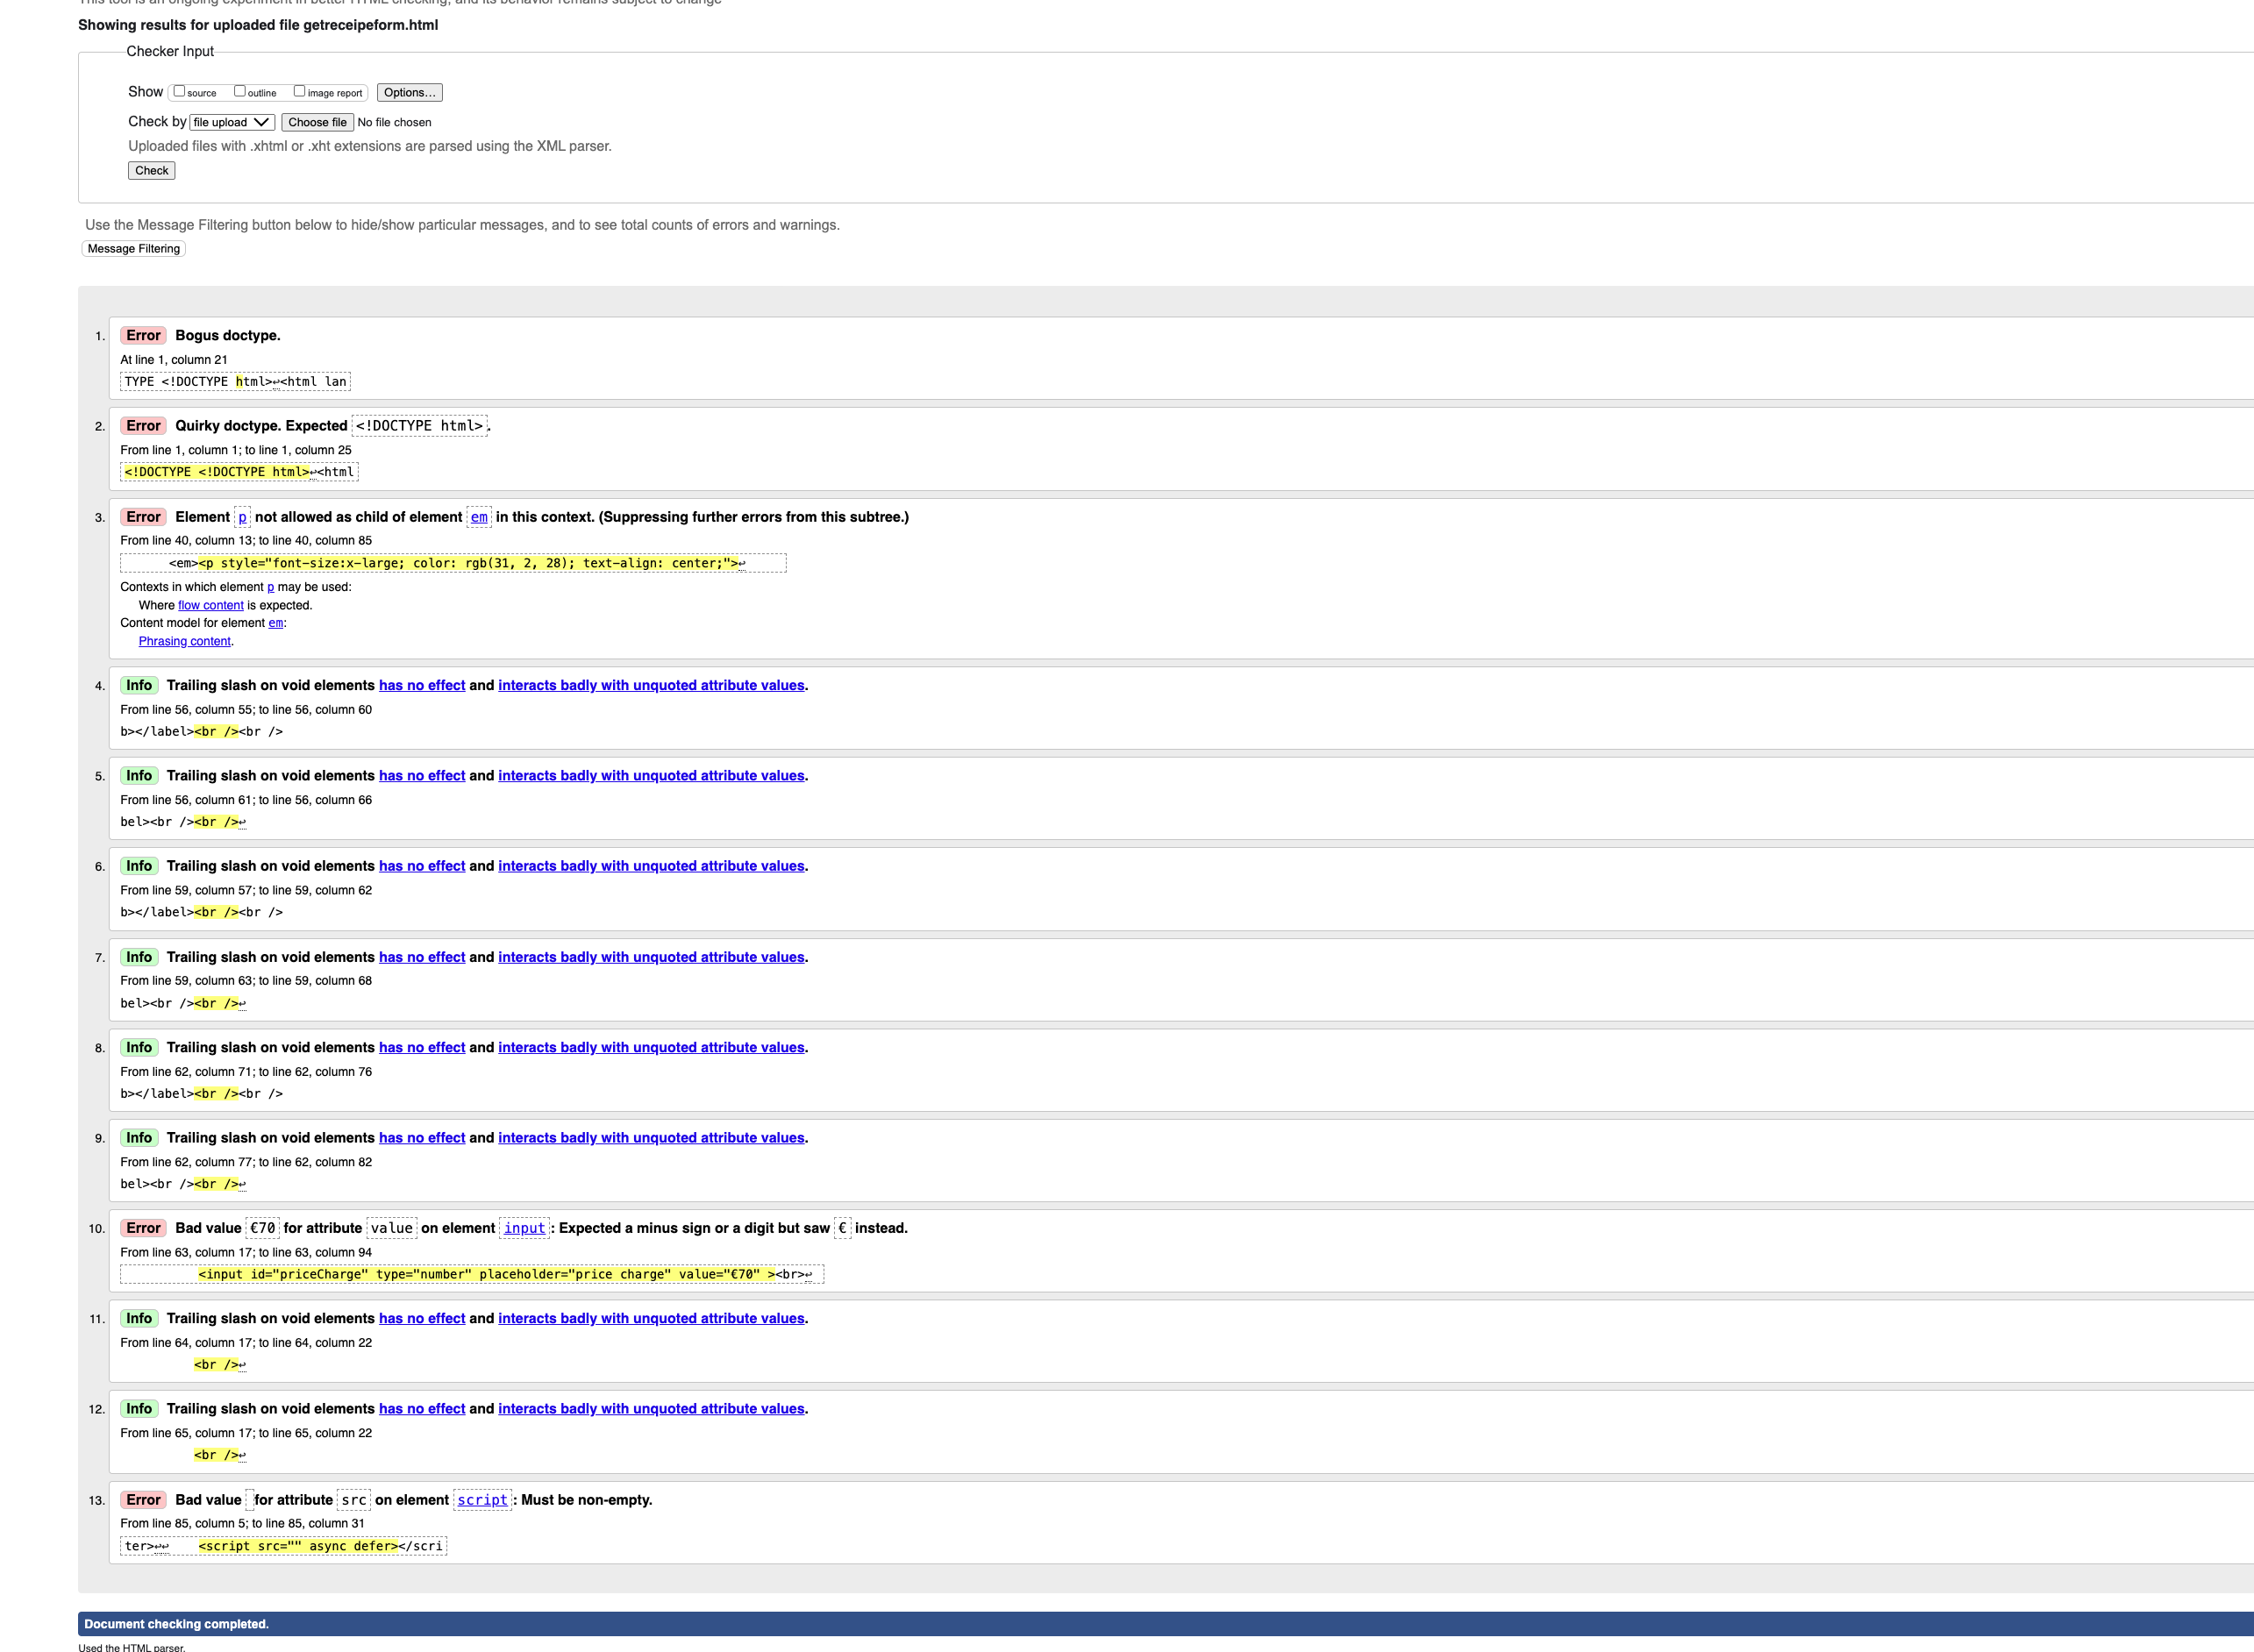 This tool is an ongoing experiment in better HTML checking, and its behavior remains subject to change
Showing results for uploaded file getreceipeform.html
Checker Input
Show source outline image report Options...
Check by file upload Choose file No file chosen
Uploaded files with .xhtml or .xht extensions are parsed using the XML parser.
Check
Use the Message Filtering button below to hide/show particular messages, and to see total counts of errors and warnings.
Message Filtering
1. Error Bogus doctype.
At line 1, column 21
TYPE <!DOCTYPE html>↩<html lan
2. Error Quirky doctype. Expected <!DOCTYPE html>.
From line 1, column 1; to line 1, column 25
<!DOCTYPE <!DOCTYPE html>↩<html
3. Error Element p not allowed as child of element em in this context. (Suppressing further errors from this subtree.)
From line 40, column 13; to line 40, column 85
<em><p style="font-size:x-large; color: rgb(31, 2, 28); text-align: center;">↩
Contexts in which element p may be used:
Where flow content is expected.
Content model for element em:
Phrasing content.
4. Info Trailing slash on void elements has no effect and interacts badly with unquoted attribute values.
From line 56, column 55; to line 56, column 60
b></label><br /><br />
5. Info Trailing slash on void elements has no effect and interacts badly with unquoted attribute values.
From line 56, column 61; to line 56, column 66
bel><br /><br />↩
6. Info Trailing slash on void elements has no effect and interacts badly with unquoted attribute values.
From line 59, column 57; to line 59, column 62
b></label><br /><br />
7. Info Trailing slash on void elements has no effect and interacts badly with unquoted attribute values.
From line 59, column 63; to line 59, column 68
bel><br /><br />↩
8. Info Trailing slash on void elements has no effect and interacts badly with unquoted attribute values.
From line 62, column 71; to line 62, column 76
b></label><br /><br />
9. Info Trailing slash on void elements has no effect and interacts badly with unquoted attribute values.
From line 62, column 77; to line 62, column 82
bel><br /><br />↩
10. Error Bad value €70 for attribute value on element input: Expected a minus sign or a digit but saw € instead.
From line 63, column 17; to line 63, column 94
<input id="priceCharge" type="number" placeholder="price charge" value="€70" ><br>↩
11. Info Trailing slash on void elements has no effect and interacts badly with unquoted attribute values.
From line 64, column 17; to line 64, column 22
<br />↩
12. Info Trailing slash on void elements has no effect and interacts badly with unquoted attribute values.
From line 65, column 17; to line 65, column 22
<br />↩
13. Error Bad value for attribute src on element script: Must be non-empty.
From line 85, column 5; to line 85, column 31
ter>↩↩ <script src="" async defer></scri
Document checking completed.
Used the HTML parser.